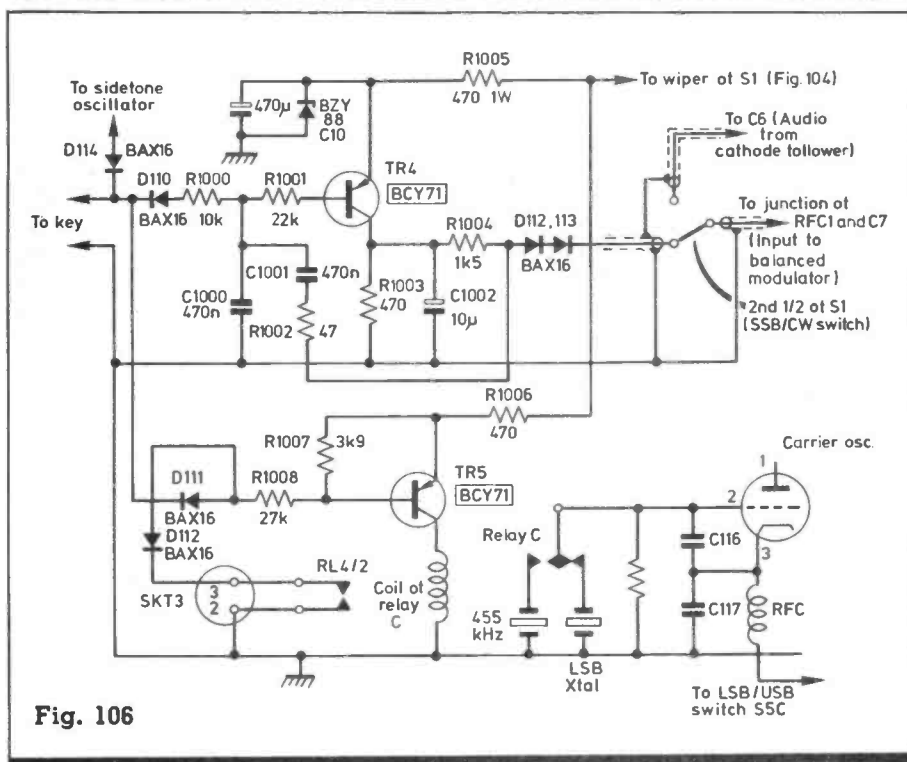 R1005
470 1W
To wiper of S1 (Fig. 104)
To sidetone
oscillator
470µ
BZY
88
C10
To C6 (Audio
from
cathode tollower)
D114
BAX16
D110
R1000
R1001
TR4
BCY71
BAX16
10k
22k
To key
R1004
1k5
D112,113
BAX16
To junction of
RFC1 and C7
(Input to
balanced
modulator)
C1001
470n
C1000
470n
R1002
47
R1003
470
C1002
10µ
2nd 1/2 ot S1
(SSB/CW switch)
R1006
470
R1007
3k9
Carrier osc.
D111
BAX16
R1008
27k
TR5
BCY71
1
2
3
D112
BAX16
RL4/2
Relay C
C116
SKT3
3
2
Coil of
relay
C
455
kHz
C117
RFC
LSB
Xtal
To LSB/USB
switch S5C
Fig. 106